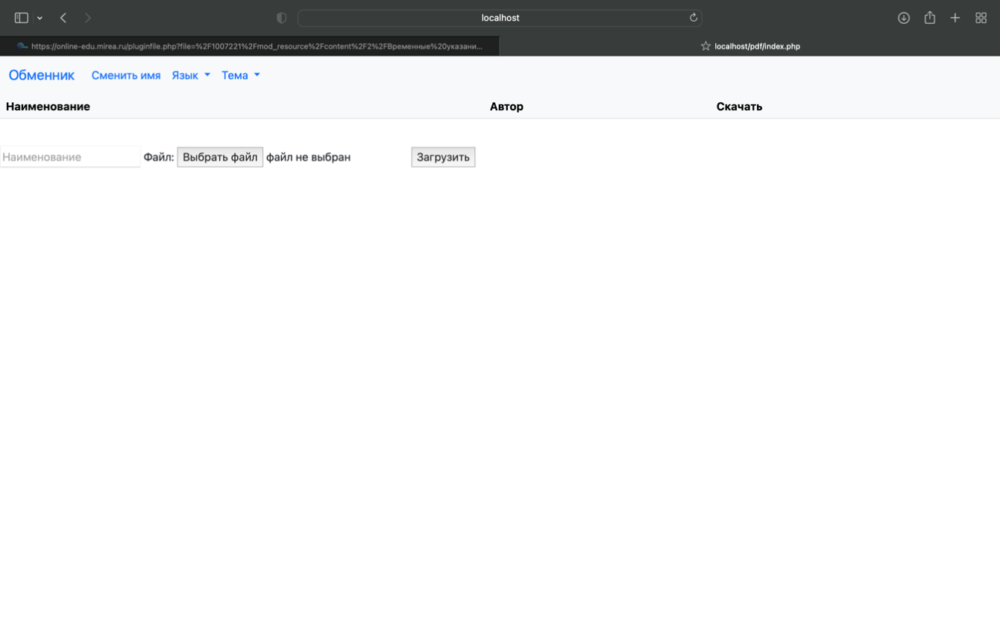 localhost
https://online-edu.mirea.ru/pluginfile.php?file=%2F1007221%2Fmod_resource%2Fcontent%2F2%2FВременные%20указани...
localhost/pdf/index.php
Обменник Сменить имя Язык Тема
Наименование Автор Скачать
Наименование Файл: Выбрать файл файл не выбран Загрузить